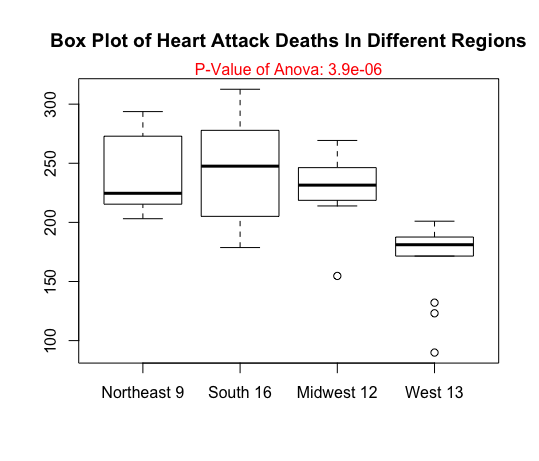 Box Plot of Heart Attack Deaths In Different Regions
P-Value of Anova: 3.9e-06
300
250
200
150
100
Northeast 9 South 16 Midwest 12 West 13